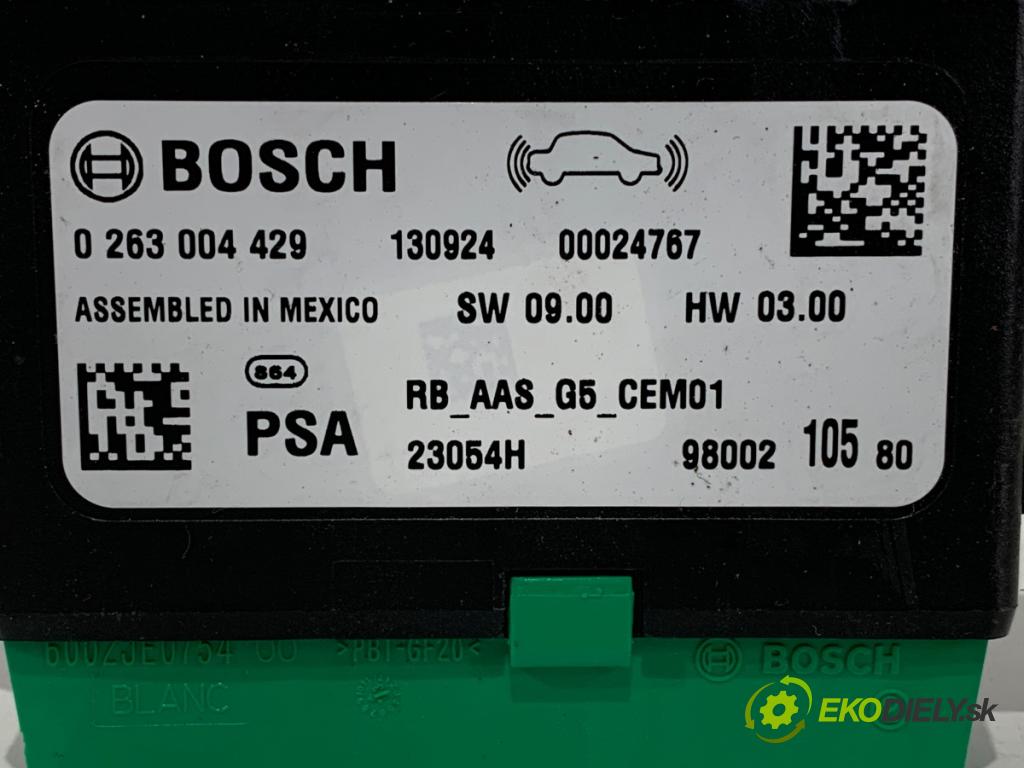 BOSCH
0 263 004 429 130924 00024767
ASSEMBLED IN MEXICO SW 09.00 HW 03.00
864
PSA
RB_AAS_G5_CEM01
23054H 98002 105 80
>PBT-GF20<
BOSCH
BLANC
EKODIELY.sk